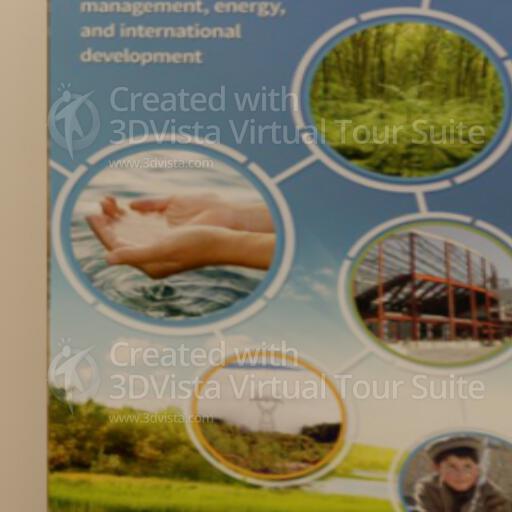 management, energy,
and international
development
Created with
3DVista Virtual Tour Suite
www.3dvista.com
Created with
3DVista Virtual Tour Suite
www.3dvista.com